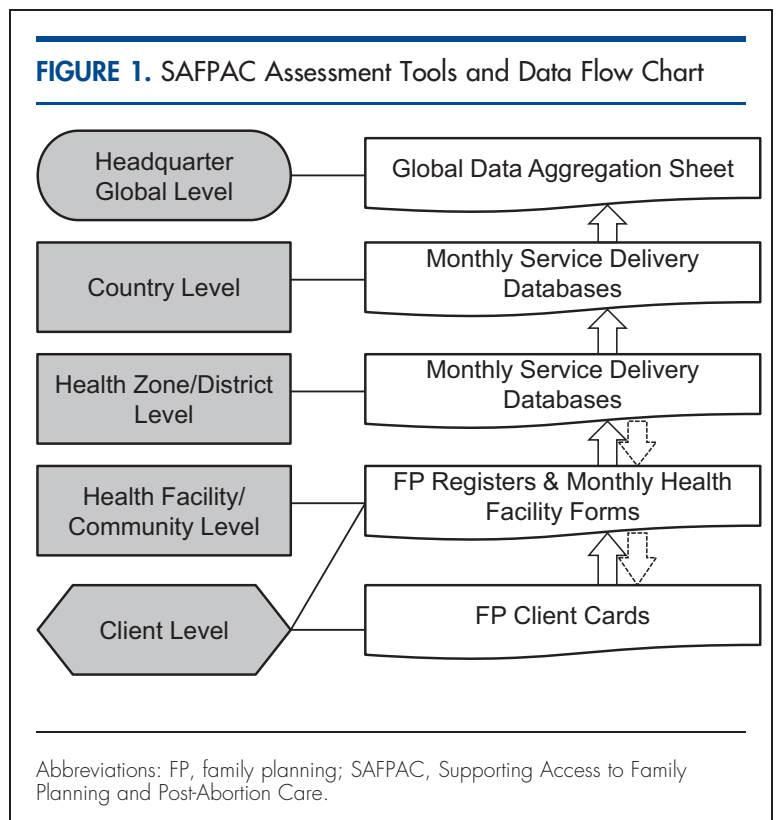 FIGURE 1. SAFPAC Assessment Tools and Data Flow Chart
Headquarter
Global Level
Global Data Aggregation Sheet
Country Level
Monthly Service Delivery
Databases
Health Zone/District
Level
Monthly Service Delivery
Databases
Health Facility/
Community Level
FP Registers & Monthly Health
Facility Forms
Client Level
FP Client Cards
Abbreviations: FP, family planning; SAFPAC, Supporting Access to Family
Planning and Post-Abortion Care.